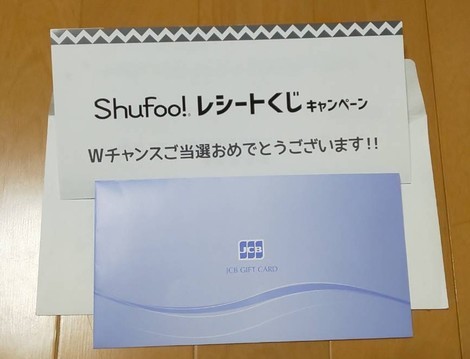 Shufoo! レシートくじ キャンペーン
Wチャンスご当選おめでとうございます!!
JCB
JCB GIFT CARD